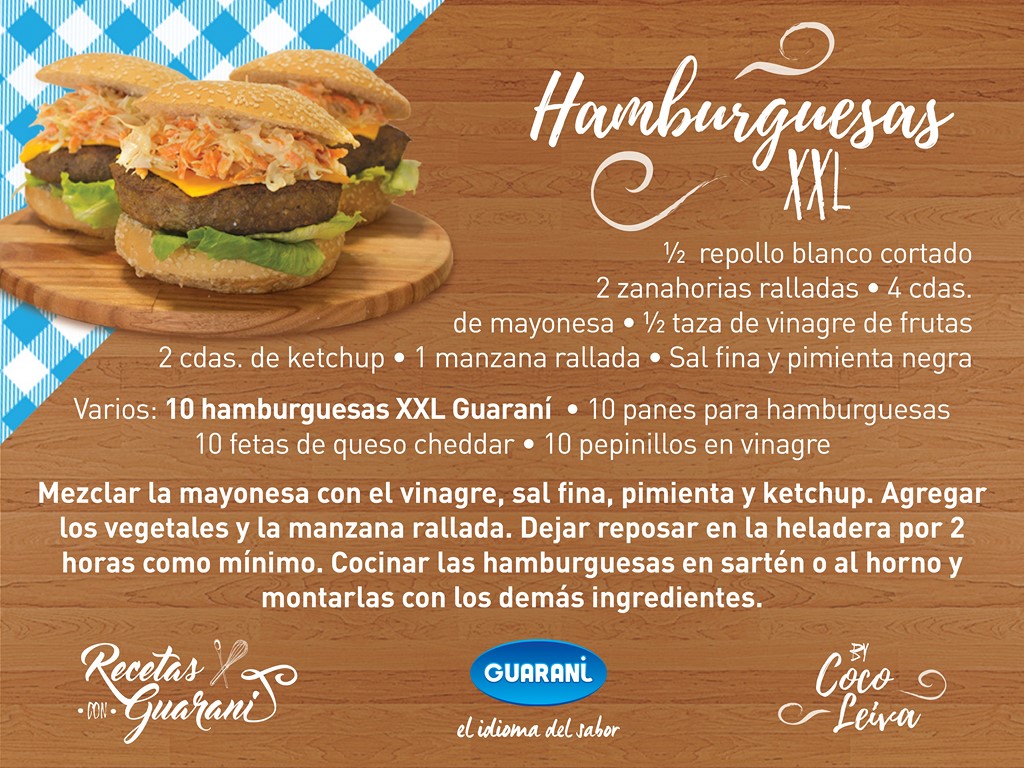 Hamburguesas
XXL
½ repollo blanco cortado
2 zanahorias ralladas • 4 cdas.
de mayonesa • ½ taza de vinagre de frutas
2 cdas. de ketchup • 1 manzana rallada • Sal fina y pimienta negra
Varios: 10 hamburguesas XXL Guaraní • 10 panes para hamburguesas
10 fetas de queso cheddar • 10 pepinillos en vinagre
Mezclar la mayonesa con el vinagre, sal fina, pimienta y ketchup. Agregar
los vegetales y la manzana rallada. Dejar reposar en la heladera por 2
horas como mínimo. Cocinar las hamburguesas en sartén o al horno y
montarlas con los demás ingredientes.
Recetas
• DON • Guarani
GUARANI
el idioma del sabor
BY
Coco
Leiva